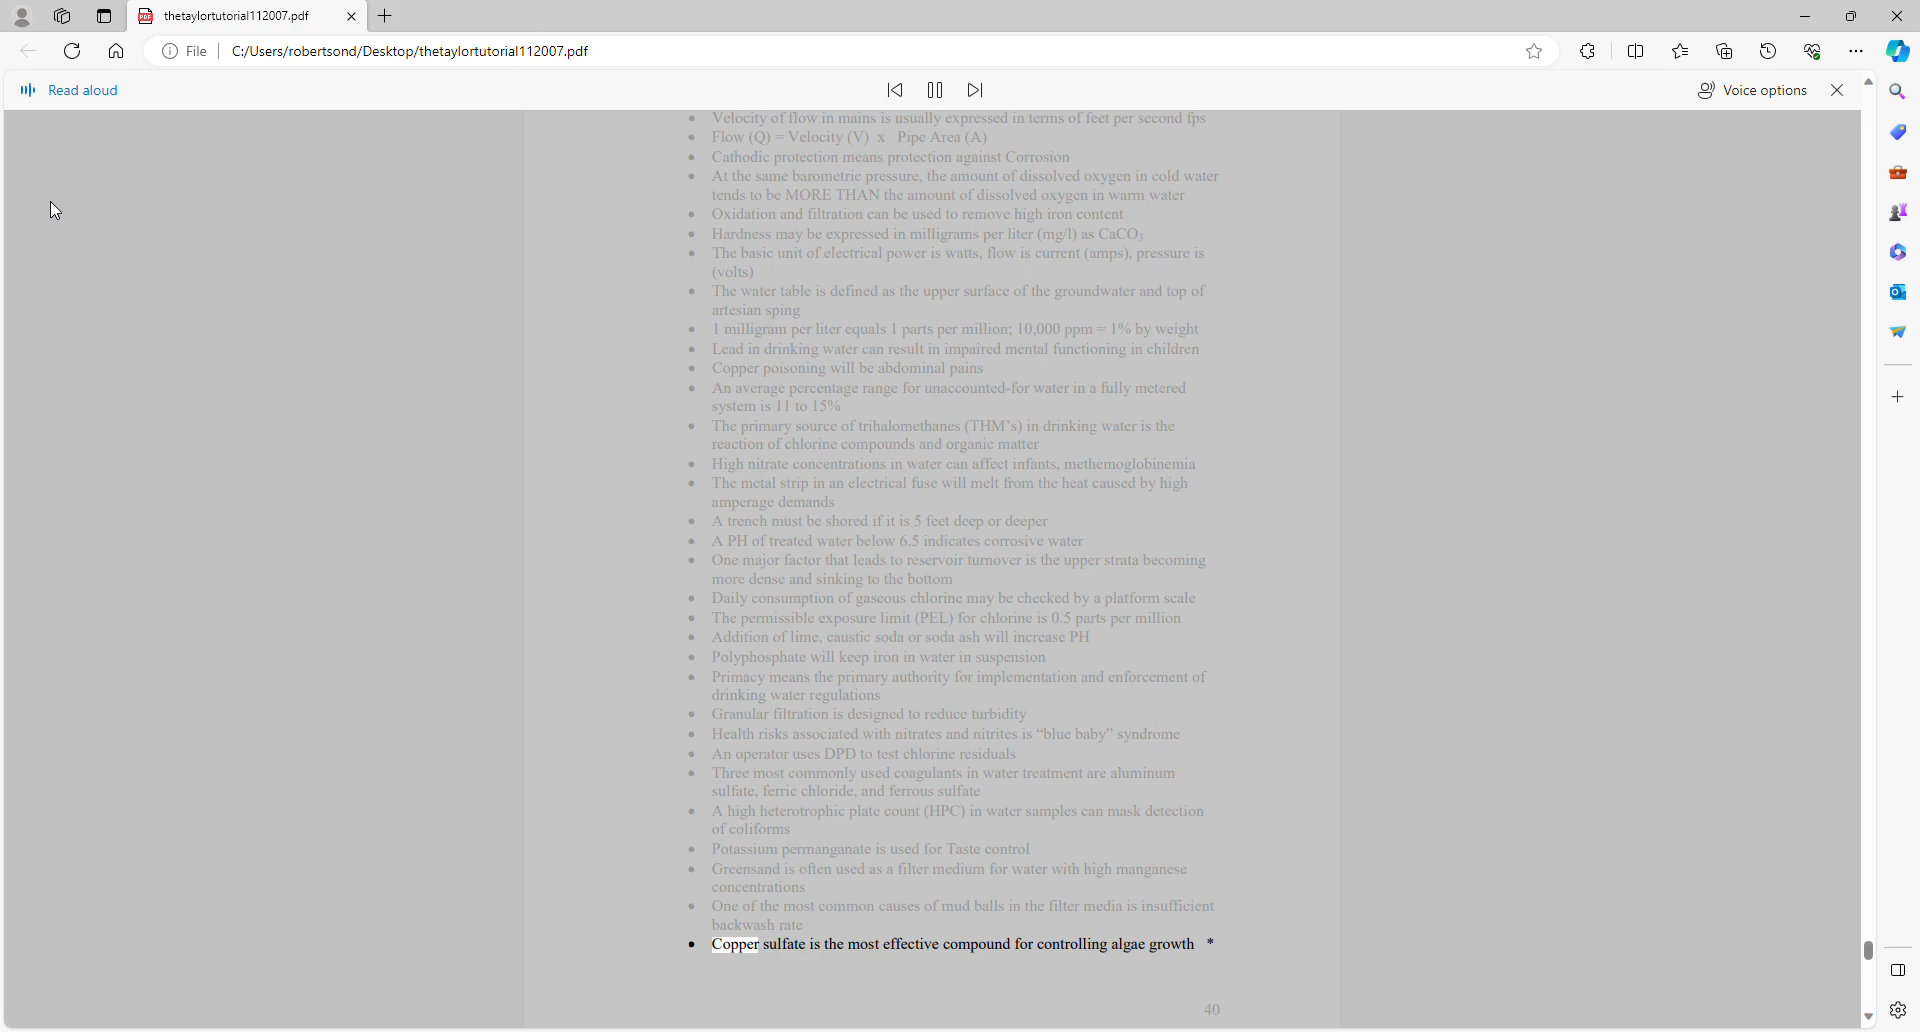 thetaylortutorial112007.pdf
File
C:/Users/robertsond/Desktop/thetaylortutorial112007.pdf
Read aloud
Voice options
• Velocity of flow in mains is usually expressed in terms of feet per second fps
• Flow (Q) = Velocity (V) x Pipe Area (A)
• Cathodic protection means protection against Corrosion
• At the same barometric pressure, the amount of dissolved oxygen in cold water
tends to be MORE THAN the amount of dissolved oxygen in warm water
• Oxidation and filtration can be used to remove high iron content
• Hardness may be expressed in milligrams per liter (mg/l) as CaCO₃
• The basic unit of electrical power is watts, flow is current (amps), pressure is
(volts)
• The water table is defined as the upper surface of the groundwater and top of
artesian sping
• 1 milligram per liter equals 1 parts per million; 10,000 ppm = 1% by weight
• Lead in drinking water can result in impaired mental functioning in children
• Copper poisoning will be abdominal pains
• An average percentage range for unaccounted-for water in a fully metered
system is 11 to 15%
• The primary source of trihalomethanes (THM's) in drinking water is the
reaction of chlorine compounds and organic matter
• High nitrate concentrations in water can affect infants, methemoglobinemia
• The metal strip in an electrical fuse will melt from the heat caused by high
amperage demands
• A trench must be shored if it is 5 feet deep or deeper
• A PH of treated water below 6.5 indicates corrosive water
• One major factor that leads to reservoir turnover is the upper strata becoming
more dense and sinking to the bottom
• Daily consumption of gaseous chlorine may be checked by a platform scale
• The permissible exposure limit (PEL) for chlorine is 0.5 parts per million
• Addition of lime, caustic soda or soda ash will increase PH
• Polyphosphate will keep iron in water in suspension
• Primacy means the primary authority for implementation and enforcement of
drinking water regulations
• Granular filtration is designed to reduce turbidity
• Health risks associated with nitrates and nitrites is “blue baby” syndrome
• An operator uses DPD to test chlorine residuals
• Three most commonly used coagulants in water treatment are aluminum
sulfate, ferric chloride, and ferrous sulfate
• A high heterotrophic plate count (HPC) in water samples can mask detection
of coliforms
• Potassium permanganate is used for Taste control
• Greensand is often used as a filter medium for water with high manganese
concentrations
• One of the most common causes of mud balls in the filter media is insufficient
backwash rate
• Copper sulfate is the most effective compound for controlling algae growth *
40